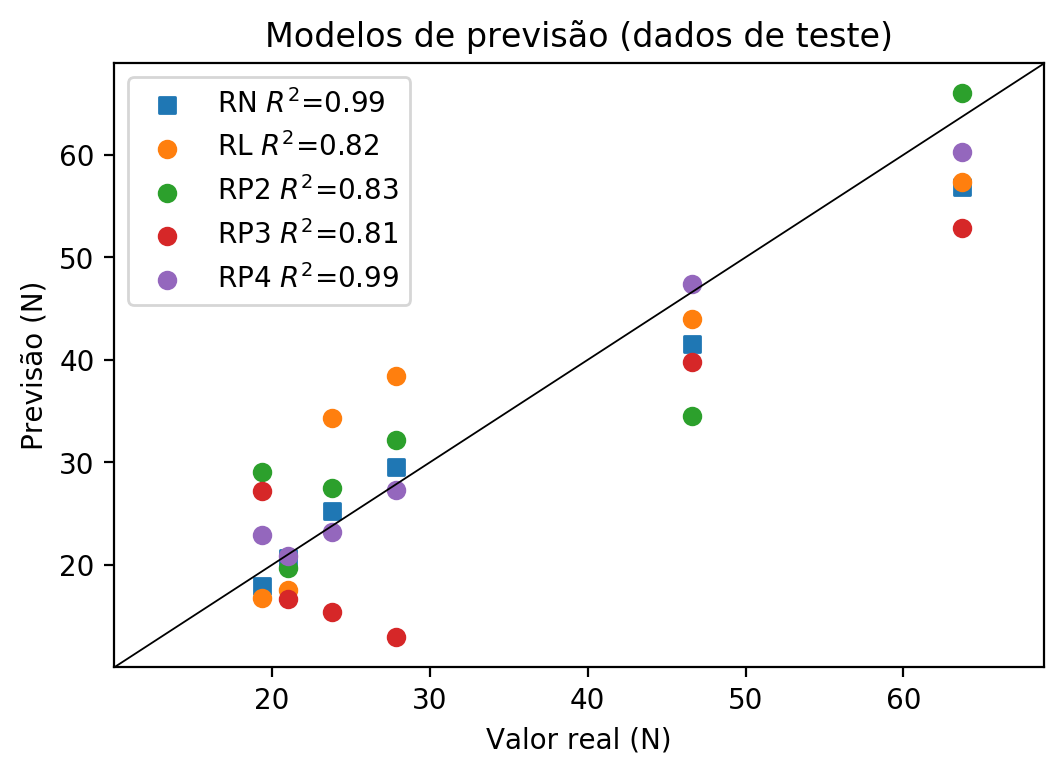 Modelos de previsão (dados de teste)
RN R²=0.99
RL R²=0.82
RP2 R²=0.83
RP3 R²=0.81
RP4 R²=0.99
Previsão (N)
60
50
40
30
20
20 30 40 50 60
Valor real (N)